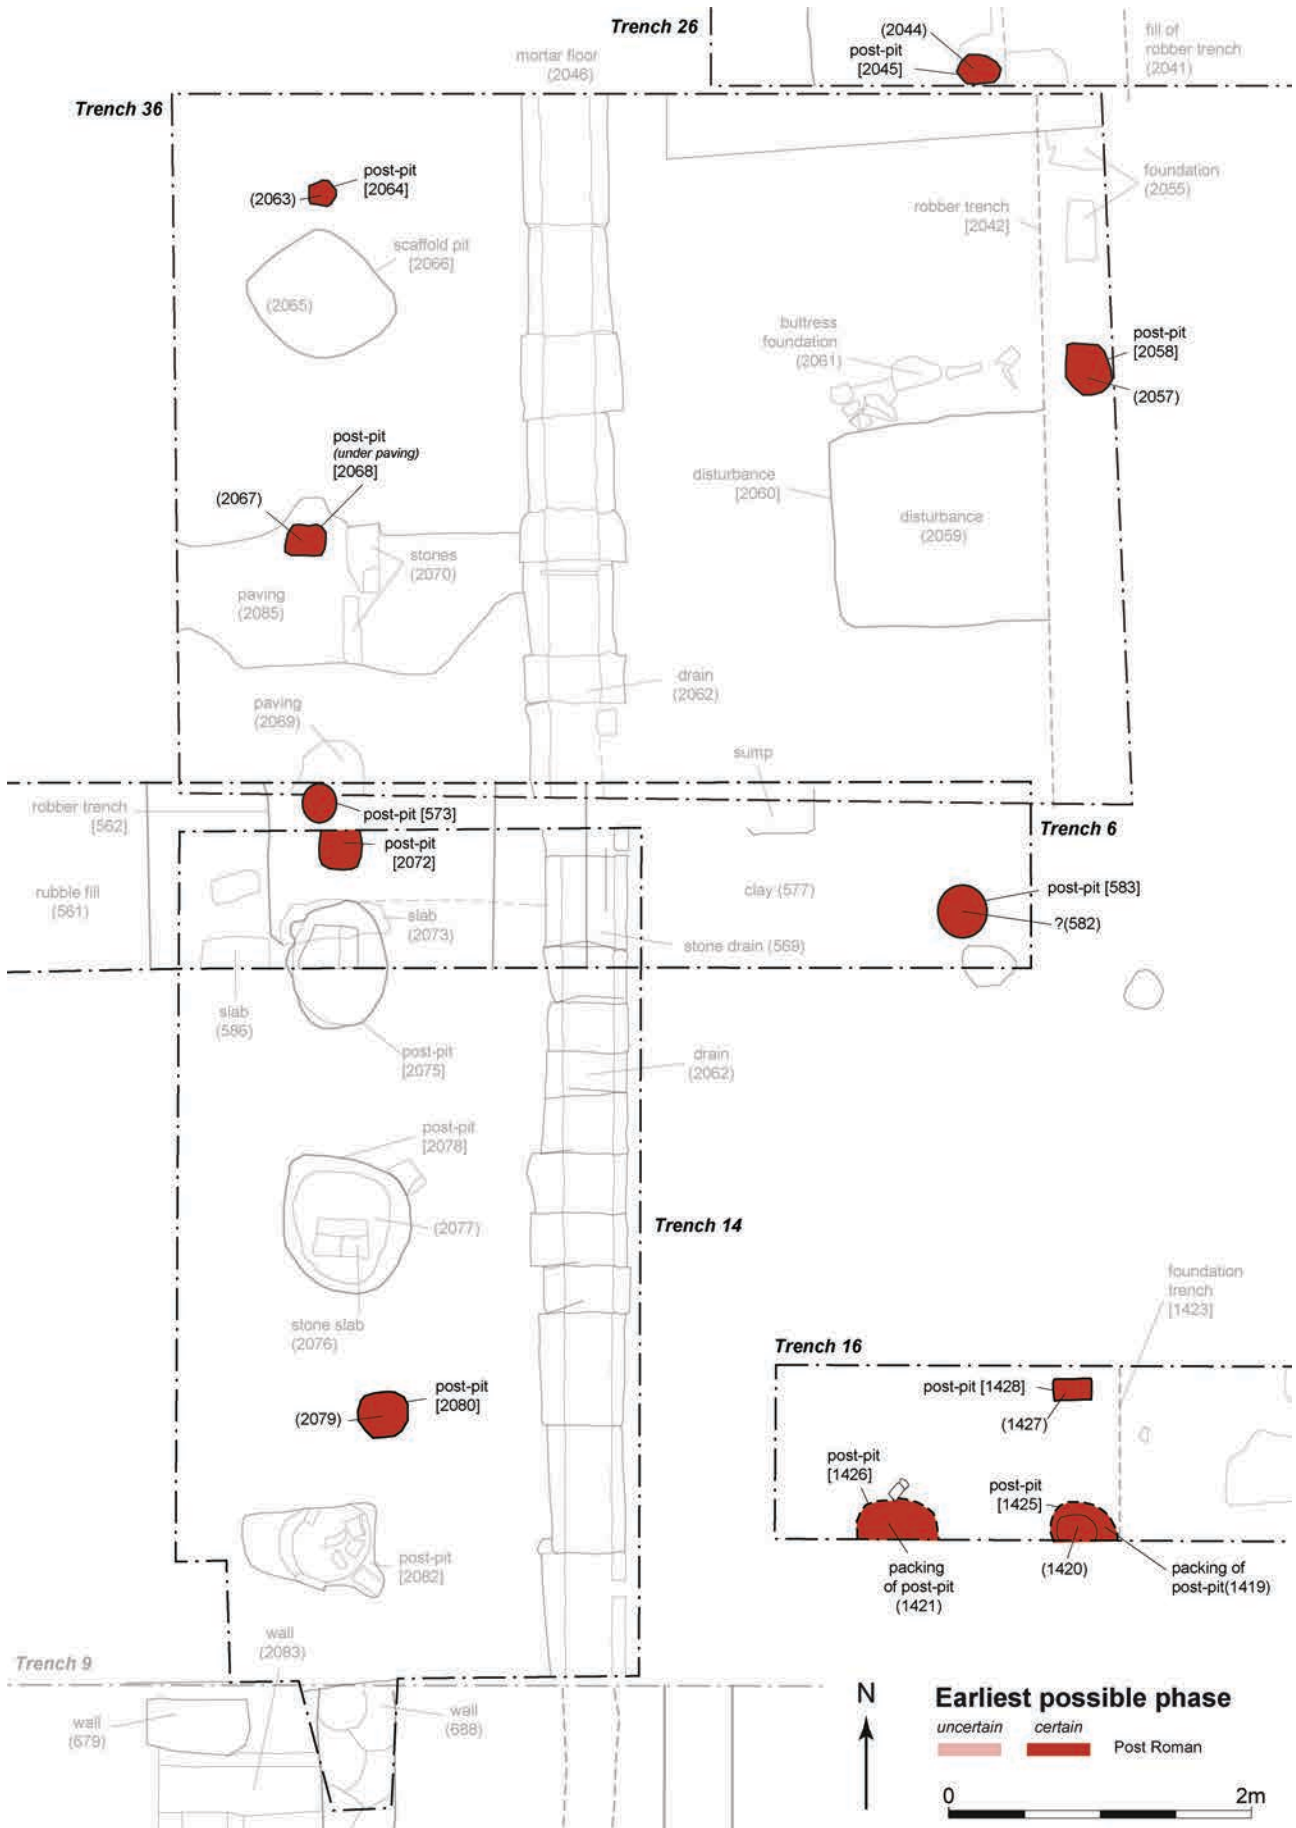 Trench 26
(2044)
post-pit
[2045]
fill of
robber trench
(2041)
mortar floor
(2046)
Trench 36
post-pit
[2064]
(2063)
foundation
(2055)
robber trench
[2042]
scaffold pit
[2066]
(2065)
buttress
foundation
(2061)
post-pit
[2058]
(2057)
post-pit
(under paving)
[2068]
(2067)
disturbance
[2060]
disturbance
(2059)
stones
(2070)
paving
(2085)
drain
(2062)
paving
(2069)
sump
robber trench
[562]
post-pit [573]
Trench 6
post-pit
[2072]
rubble fill
(561)
clay (577)
post-pit [583]
?(582)
slab
(2073)
stone drain (569)
slab
(586)
post-pit
[2075]
drain
(2062)
post-pit
[2078]
(2077)
Trench 14
stone slab
(2076)
foundation
trench
[1423]
Trench 16
post-pit [1428]
(1427)
post-pit
[2080]
(2079)
post-pit
[1426]
post-pit
[1425]
post-pit
[2082]
packing
of post-pit
(1421)
(1420)
packing of
post-pit(1419)
wall
(2083)
Trench 9
wall
(679)
wall
(688)
N
Earliest possible phase
uncertain certain
Post Roman
0 2m